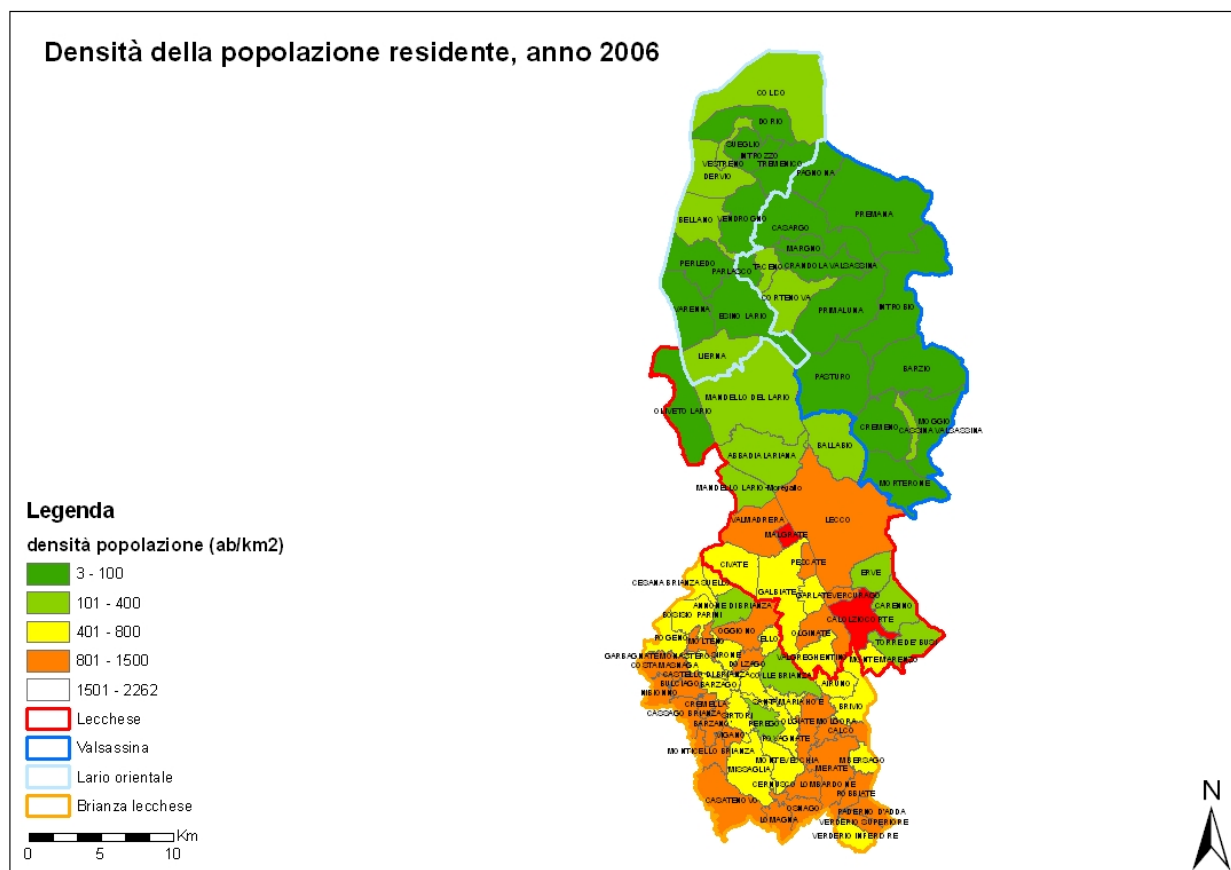 Densità della popolazione residente, anno 2006
COLICO
DORIO
SUEGLIO
INTROZZO
VESTRENO
TREMENICO
DERVIO
PAGNONA
BELLANO
VENDROGNO
PREMANA
CASARGO
MARGNO
PERLEDO
PARLASCO
TACENO
CRANDOLA VALSASSINA
CORTENOVA
VARENNA
ESINO LARIO
PRIMALUNA
INTROBIO
LIERNA
PASTURO
BARZIO
OLIVETO LARIO
MANDELLO DEL LARIO
CREMENO
MOGGIO
CASSINA VALSASSINA
BALLABIO
ABBADIA LARIANA
MORTERONE
MANDELLO LARIO-Moregallo
VALMADRERA
LECCO
MALGRATE
CIVATE
PESCATE
ERVE
CESANA BRIANZA
SUELLO
GALBIATE
GARLATE
VERCURAGO
CARENNO
ANNONE DI BRIANZA
BOSISIO PARINI
CALOLZIOCORTE
OGGIONO
ELLO
OLGINATE
TORRE DE' BUSI
ROGENO
MOLTENO
SIRONE
VALGREGHENTINO
MONTE MARENZO
GARBAGNATE MONASTERO
COSTA MASNAGA
DOLZAGO
CASTELLO DI BRIANZA
COLLE BRIANZA
BULCIAGO
BARZAGO
AIRUNO
NIBIONNO
CREMELLA
SANTA MARIA HOE'
BRIVIO
CASSAGO BRIANZA
SIRTORI
BARZANO
PEREGO
OLGIATE MOLGORA
VIGANO
ROVAGNATE
CALCO
MONTICELLO BRIANZA
MONTEVECCHIA
IMBERSAGO
MISSAGLIA
MERATE
CERNUSCO LOMBARDONE
ROBBIATE
CASATENOVO
OSNAGO
PADERNO D'ADDA
LOMAGNA
VERDERIO SUPERIORE
VERDERIO INFERIORE
Legenda
densità popolazione (ab/km2)
3 - 100
101 - 400
401 - 800
801 - 1500
1501 - 2262
Lecchese
Valsassina
Lario orientale
Brianza lecchese
Km
0 5 10
N